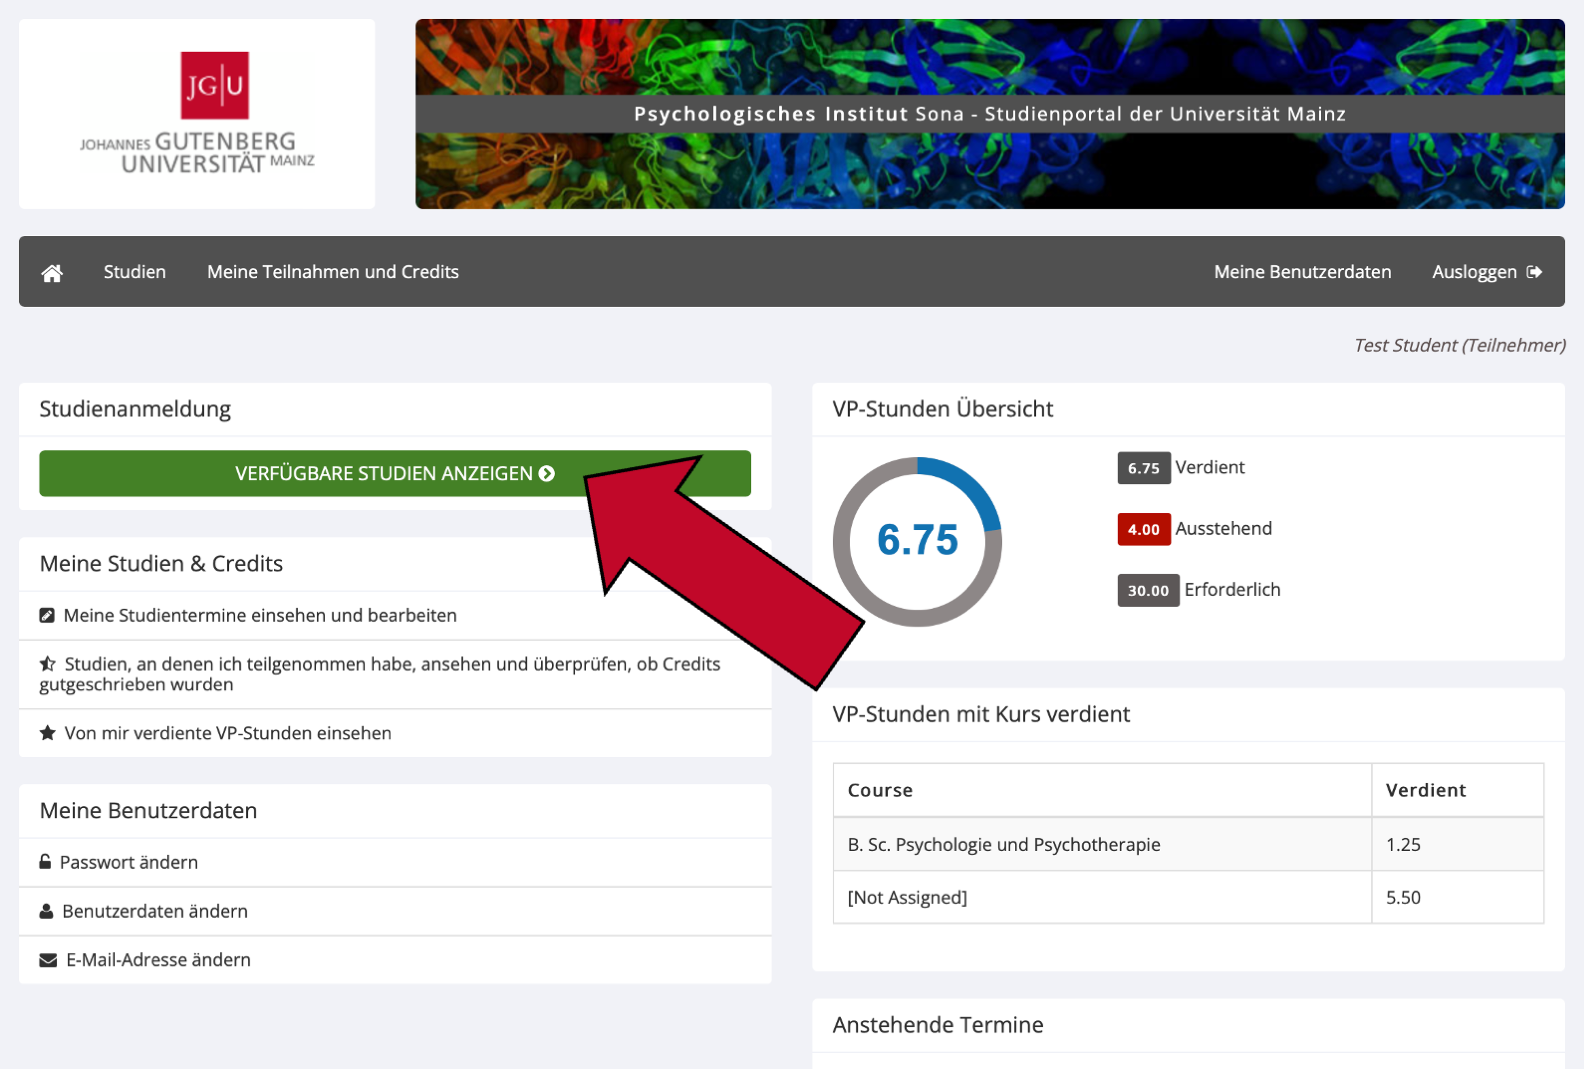 JG|U
JOHANNES GUTENBERG
UNIVERSITÄT MAINZ
Psychologisches Institut Sona - Studienportal der Universität Mainz
Studien
Meine Teilnahmen und Credits
Meine Benutzerdaten
Ausloggen
Test Student (Teilnehmer)
Studienanmeldung
VERFÜGBARE STUDIEN ANZEIGEN
Meine Studien & Credits
Meine Studientermine einsehen und bearbeiten
Studien, an denen ich teilgenommen habe, ansehen und überprüfen, ob Credits
gutgeschrieben wurden
Von mir verdiente VP-Stunden einsehen
Meine Benutzerdaten
Passwort ändern
Benutzerdaten ändern
E-Mail-Adresse ändern
VP-Stunden Übersicht
6.75
6.75 Verdient
4.00 Ausstehend
30.00 Erforderlich
VP-Stunden mit Kurs verdient
Course Verdient
B. Sc. Psychologie und Psychotherapie 1.25
[Not Assigned] 5.50
Anstehende Termine